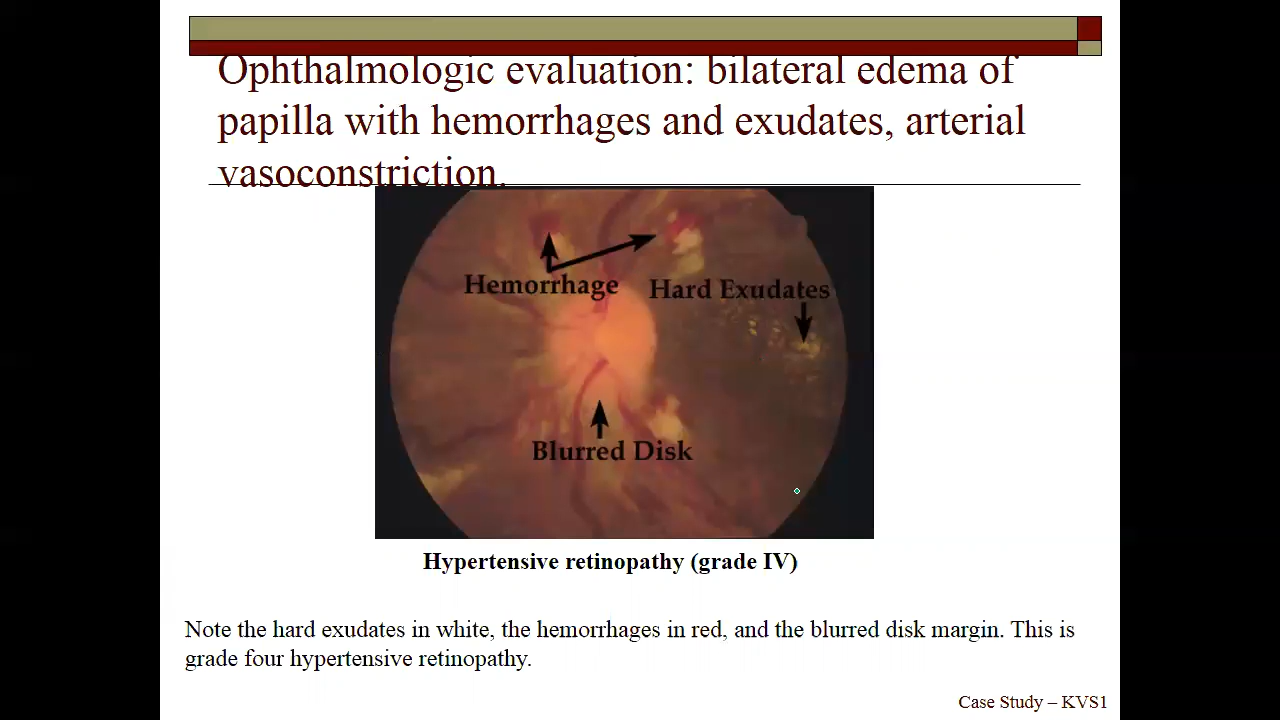 Ophthalmologic evaluation: bilateral edema of
papilla with hemorrhages and exudates, arterial
vasoconstriction.
Hemorrhage
Hard Exudates
Blurred Disk
Hypertensive retinopathy (grade IV)
Note the hard exudates in white, the hemorrhages in red, and the blurred disk margin. This is
grade four hypertensive retinopathy.
Case Study – KVS1